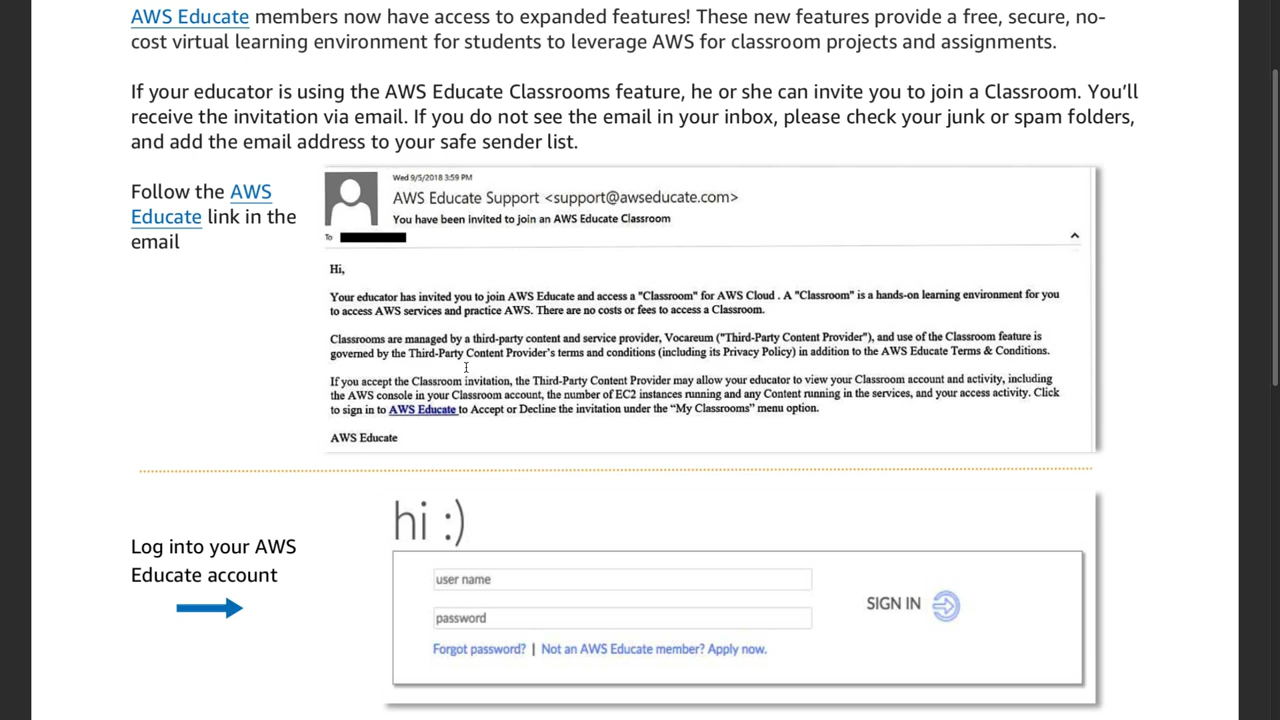 AWS Educate members now have access to expanded features! These new features provide a free, secure, no-
cost virtual learning environment for students to leverage AWS for classroom projects and assignments.
If your educator is using the AWS Educate Classrooms feature, he or she can invite you to join a Classroom. You’ll
receive the invitation via email. If you do not see the email in your inbox, please check your junk or spam folders,
and add the email address to your safe sender list.
Follow the AWS
Educate link in the
email
Wed 9/5/2018 3:59 PM
AWS Educate Support <support@awseducate.com>
You have been invited to join an AWS Educate Classroom
To
Hi,
Your educator has invited you to join AWS Educate and access a "Classroom" for AWS Cloud . A "Classroom" is a hands-on learning environment for you
to access AWS services and practice AWS. There are no costs or fees to access a Classroom.
Classrooms are managed by a third-party content and service provider, Vocareum ("Third-Party Content Provider"), and use of the Classroom feature is
governed by the Third-Party Content Provider’s terms and conditions (including its Privacy Policy) in addition to the AWS Educate Terms & Conditions.
If you accept the Classroom invitation, the Third-Party Content Provider may allow your educator to view your Classroom account and activity, including
the AWS console in your Classroom account, the number of EC2 instances running and any Content running in the services, and your access activity. Click
to sign in to AWS Educate to Accept or Decline the invitation under the “My Classrooms” menu option.
AWS Educate
hi :)
Log into your AWS
Educate account
user name
password
SIGN IN
Forgot password? | Not an AWS Educate member? Apply now.